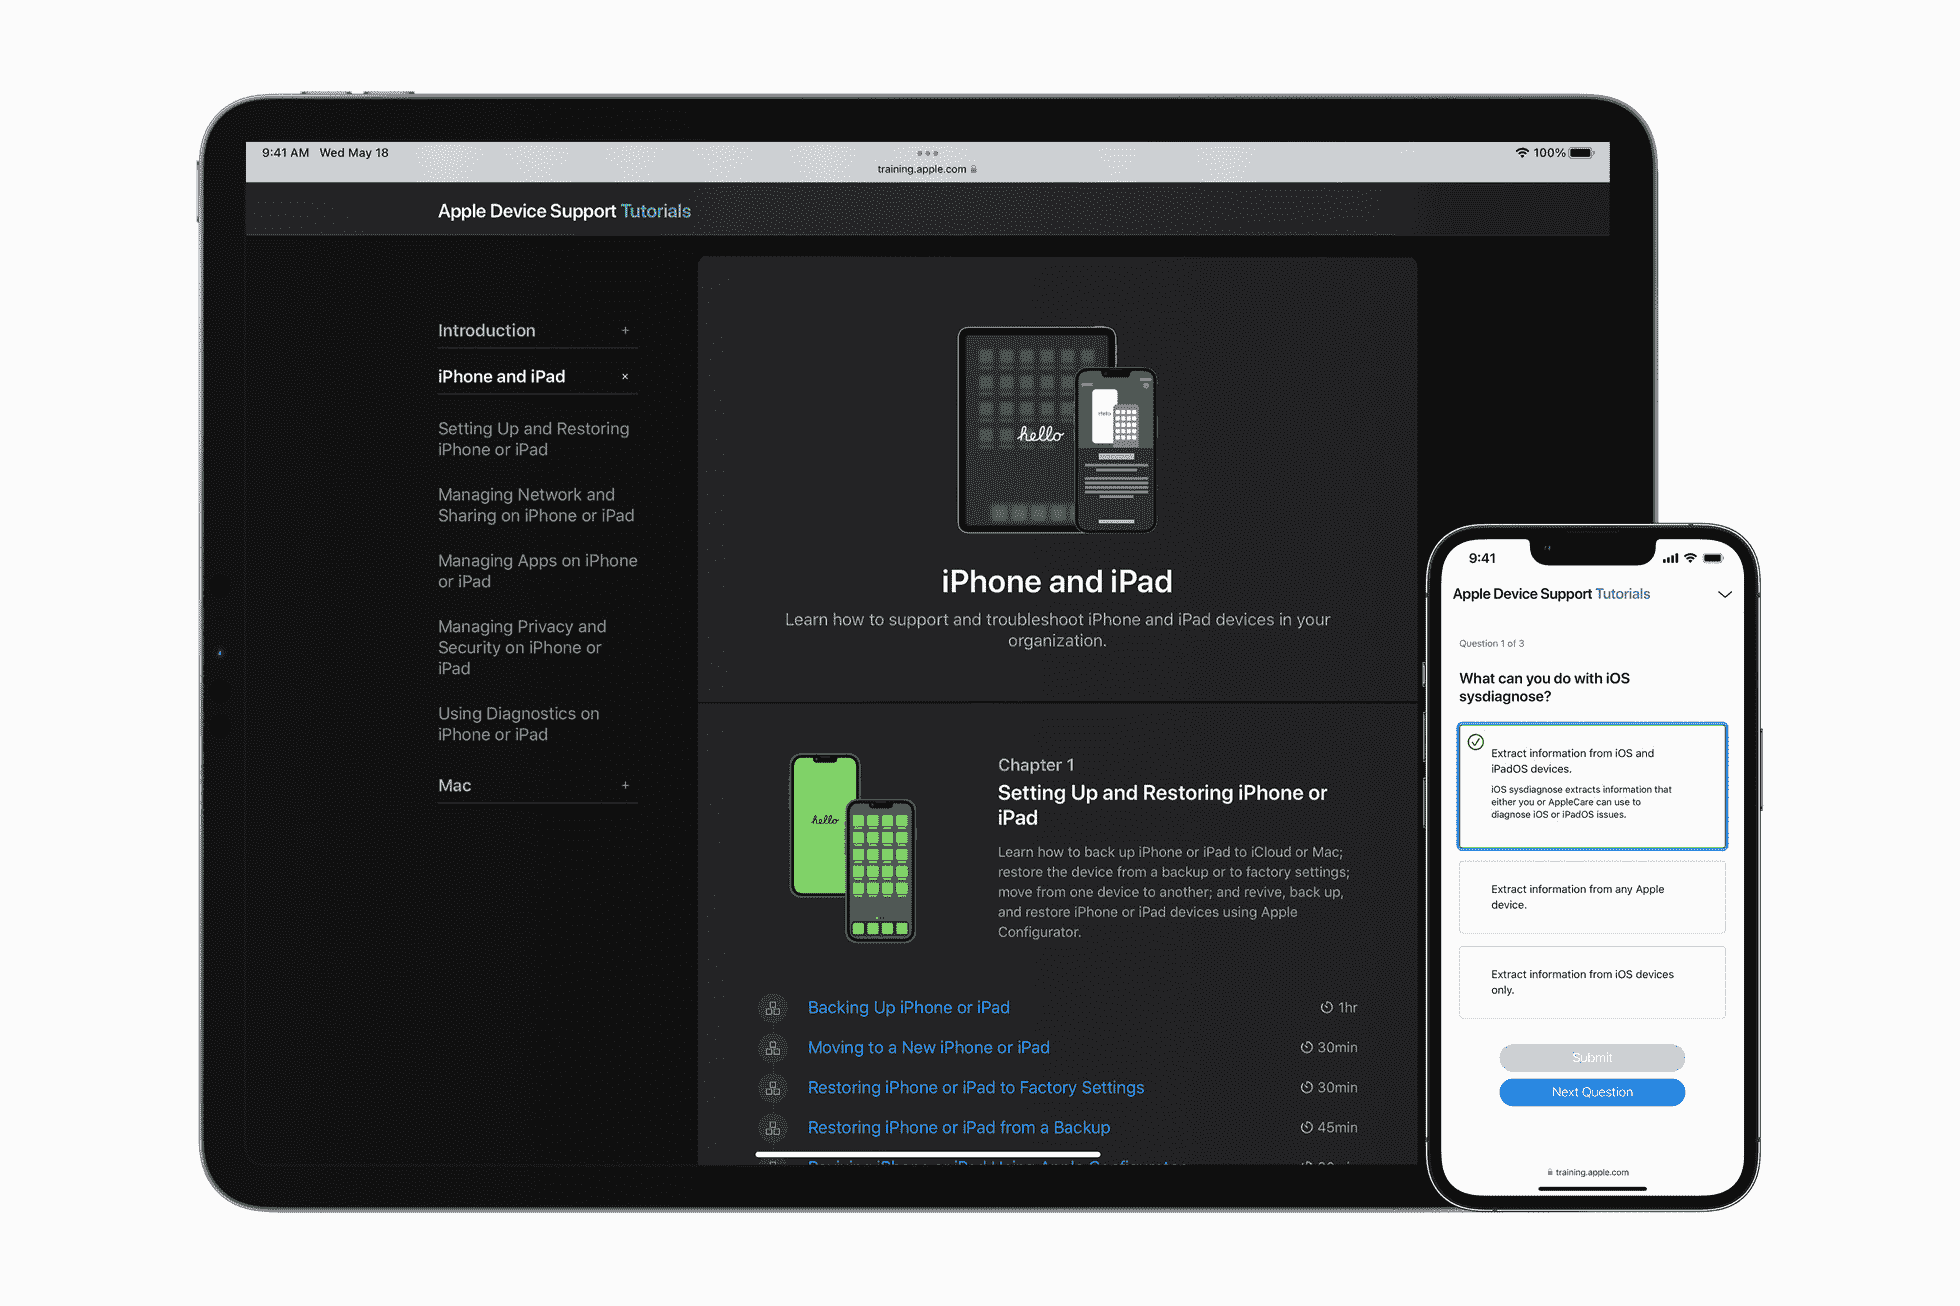 9:41 AM Wed May 18
training.apple.com
100%
Apple Device Support Tutorials
Introduction +
iPhone and iPad ×
Setting Up and Restoring
iPhone or iPad
Managing Network and
Sharing on iPhone or iPad
Managing Apps on iPhone
or iPad
Managing Privacy and
Security on iPhone or
iPad
Using Diagnostics on
iPhone or iPad
Mac +
hello
Hello
iPhone and iPad
Learn how to support and troubleshoot iPhone and iPad devices in your
organization.
hello
Chapter 1
Setting Up and Restoring iPhone or
iPad
Learn how to back up iPhone or iPad to iCloud or Mac;
restore the device from a backup or to factory settings;
move from one device to another; and revive, back up,
and restore iPhone or iPad devices using Apple
Configurator.
Backing Up iPhone or iPad 1hr
Moving to a New iPhone or iPad 30min
Restoring iPhone or iPad to Factory Settings 30min
Restoring iPhone or iPad from a Backup 45min
9:41
Apple Device Support Tutorials
Question 1 of 3
What can you do with iOS
sysdiagnose?
Extract information from iOS and
iPadOS devices.
iOS sysdiagnose extracts information that
either you or AppleCare can use to
diagnose iOS or iPadOS issues.
Extract information from any Apple
device.
Extract information from iOS devices
only.
Submit
Next Question
training.apple.com